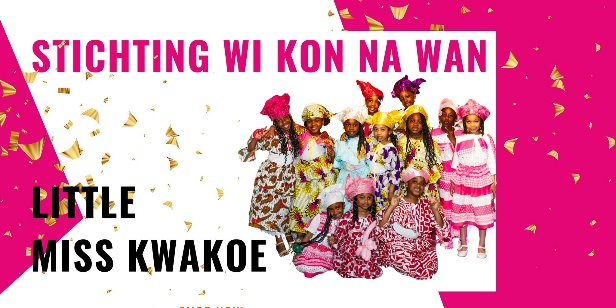 STICHTING WI KON NA WAN
LITTLE
MISS KWAKOE